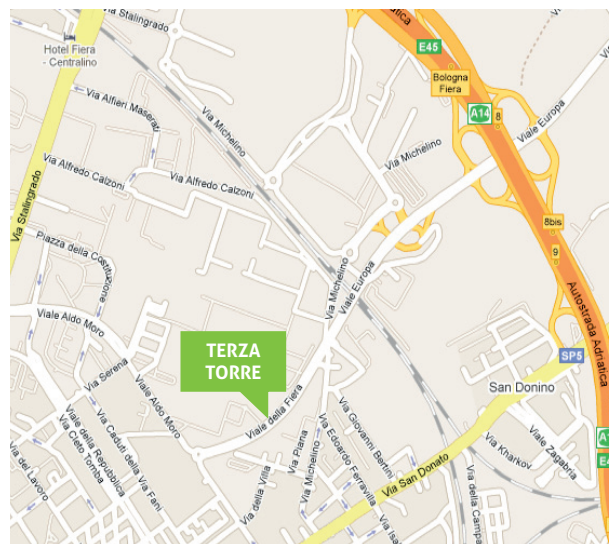 E45
Hotel Fiera
- Centralino
Bologna
Fiera
A14
8
Viale Europa
Via Stalingrado
Via Alfieri Maserati
Via Michelino
Via Michelino
Via Alfredo Calzoni
Via Alfredo Calzoni
Via Stalingrado
8bis
9
Piazza della Costituzione
Via Michelino
Viale Europa
Autostrada Adriatica
Viale Aldo Moro
TERZA
TORRE
SP5
Via Serena
Viale Aldo Moro
San Donino
Viale della Fiera
Viale della Repubblica
Via Cleto Tomba
Via Caduti della Via Fani
Via del Lavoro
Via della Villa
Via Piana
Via Michelino
Via Edoardo Ferravilla
Via Giovanni Bertini
Via San Donato
Via Kharkov
Viale Zagabria